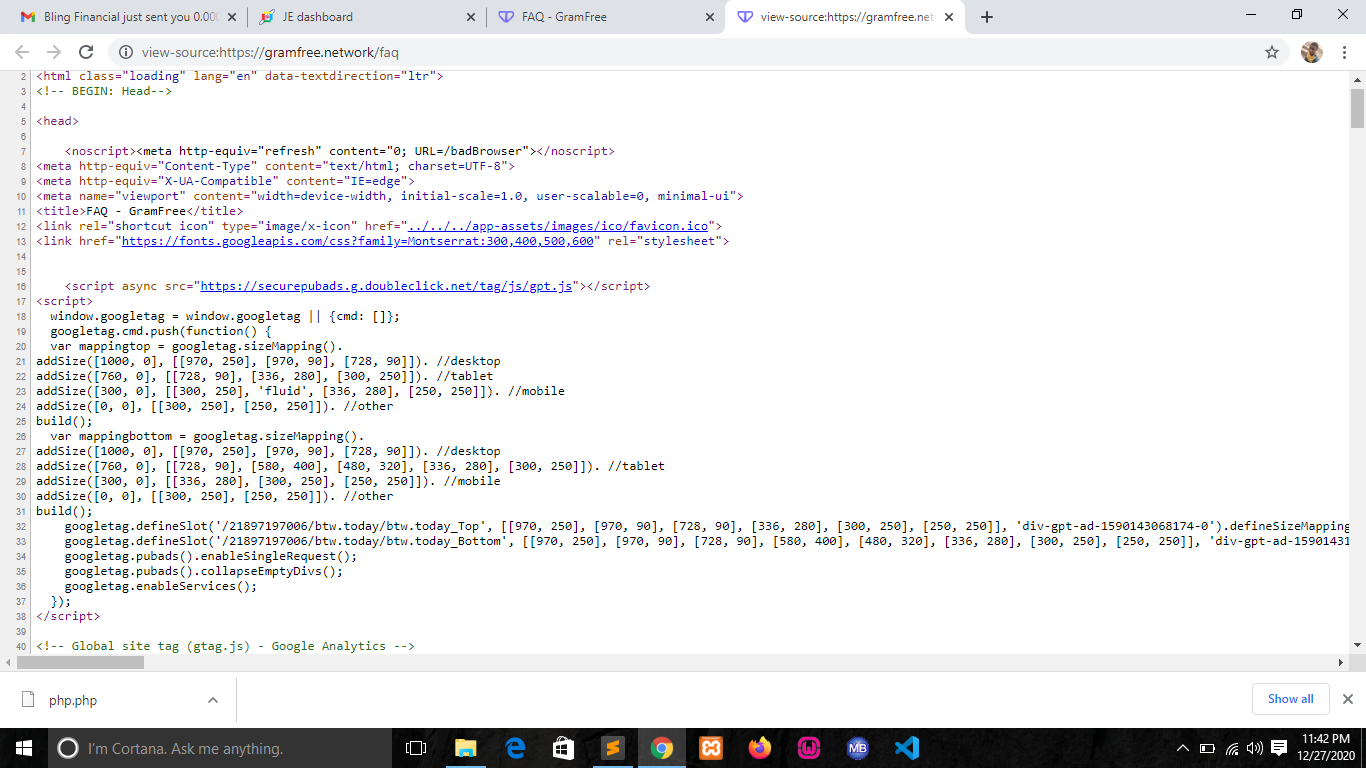 Bling Financial just sent you 0.000
JE dashboard
FAQ - GramFree
view-source:https://gramfree.net
view-source:https://gramfree.network/faq
2 <html class="loading" lang="en" data-textdirection="ltr">
3 <!-- BEGIN: Head-->
4
5 <head>
6
7 <noscript><meta http-equiv="refresh" content="0; URL=/badBrowser"></noscript>
8 <meta http-equiv="Content-Type" content="text/html; charset=UTF-8">
9 <meta http-equiv="X-UA-Compatible" content="IE=edge">
10 <meta name="viewport" content="width=device-width, initial-scale=1.0, user-scalable=0, minimal-ui">
11 <title>FAQ - GramFree</title>
12 <link rel="shortcut icon" type="image/x-icon" href="../../../app-assets/images/ico/favicon.ico">
13 <link href="https://fonts.googleapis.com/css?family=Montserrat:300,400,500,600" rel="stylesheet">
14
15
16 <script async src="https://securepubads.g.doubleclick.net/tag/js/gpt.js"></script>
17 <script>
18 window.googletag = window.googletag || {cmd: []};
19 googletag.cmd.push(function() {
20 var mappingtop = googletag.sizeMapping().
21 addSize([1000, 0], [[970, 250], [970, 90], [728, 90]]). //desktop
22 addSize([760, 0], [[728, 90], [336, 280], [300, 250]]). //tablet
23 addSize([300, 0], [[300, 250], 'fluid', [336, 280], [250, 250]]). //mobile
24 addSize([0, 0], [[300, 250], [250, 250]]). //other
25 build();
26 var mappingbottom = googletag.sizeMapping().
27 addSize([1000, 0], [[970, 250], [970, 90], [728, 90]]). //desktop
28 addSize([760, 0], [[728, 90], [580, 400], [480, 320], [336, 280], [300, 250]]). //tablet
29 addSize([300, 0], [[336, 280], [300, 250], [250, 250]]). //mobile
30 addSize([0, 0], [[300, 250], [250, 250]]). //other
31 build();
32 googletag.defineSlot('/21897197006/btw.today/btw.today_Top', [[970, 250], [970, 90], [728, 90], [336, 280], [300, 250], [250, 250]], 'div-gpt-ad-1590143068174-0').defineSizeMapping
33 googletag.defineSlot('/21897197006/btw.today/btw.today_Bottom', [[970, 250], [970, 90], [728, 90], [580, 400], [480, 320], [336, 280], [300, 250], [250, 250]], 'div-gpt-ad-15901431
34 googletag.pubads().enableSingleRequest();
35 googletag.pubads().collapseEmptyDivs();
36 googletag.enableServices();
37 });
38 </script>
39
40 <!-- Global site tag (gtag.js) - Google Analytics -->
php.php
Show all
I'm Cortana. Ask me anything.
MB
11:42 PM
12/27/2020